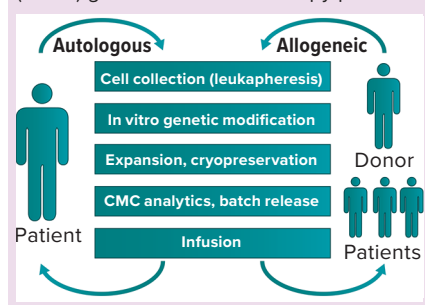 Autologous Allogeneic
Cell collection (leukapheresis)
In vitro genetic modification
Expansion, cryopreservation
Donor
CMC analytics, batch release
Patient
Infusion
Patients